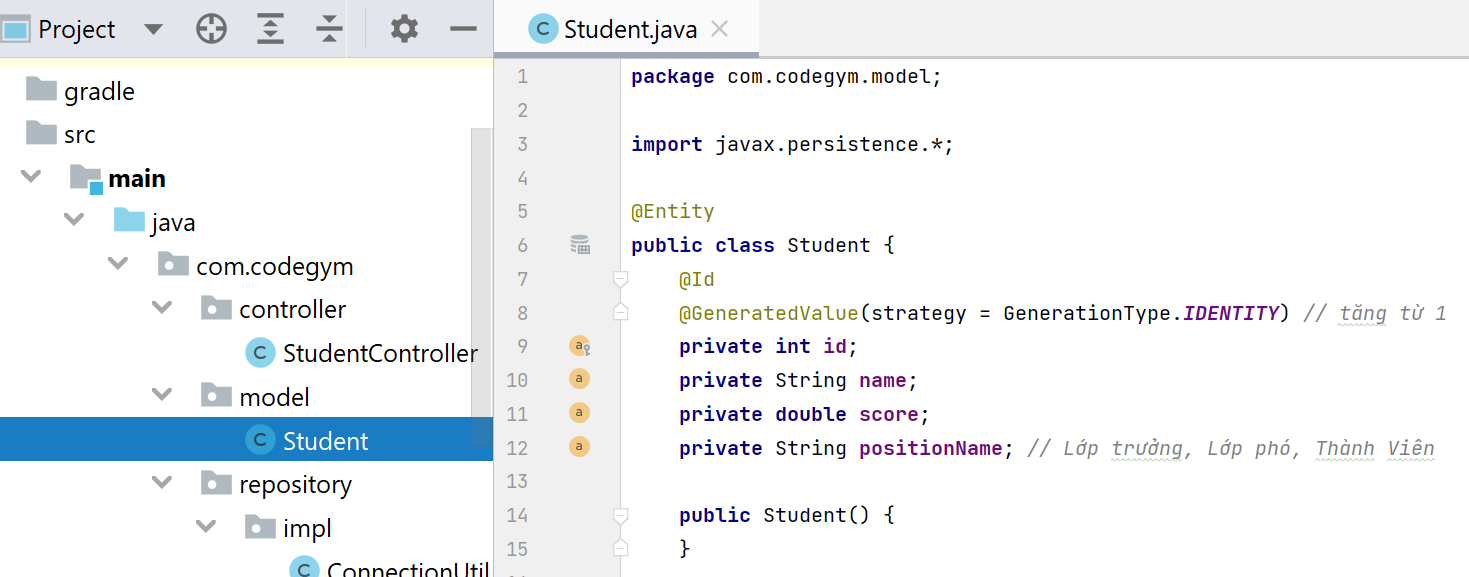 Project
Student.java
gradle
src
main
java
com.codegym
controller
StudentController
model
Student
repository
impl
ConnectionUtil
1 package com.codegym.model;
2
3 import javax.persistence.*;
4
5 @Entity
6 public class Student {
7 @Id
8 @GeneratedValue(strategy = GenerationType.IDENTITY) // tăng từ 1
9 private int id;
10 private String name;
11 private double score;
12 private String positionName; // Lớp trưởng, Lớp phó, Thành Viên
13
14 public Student() {
15 }